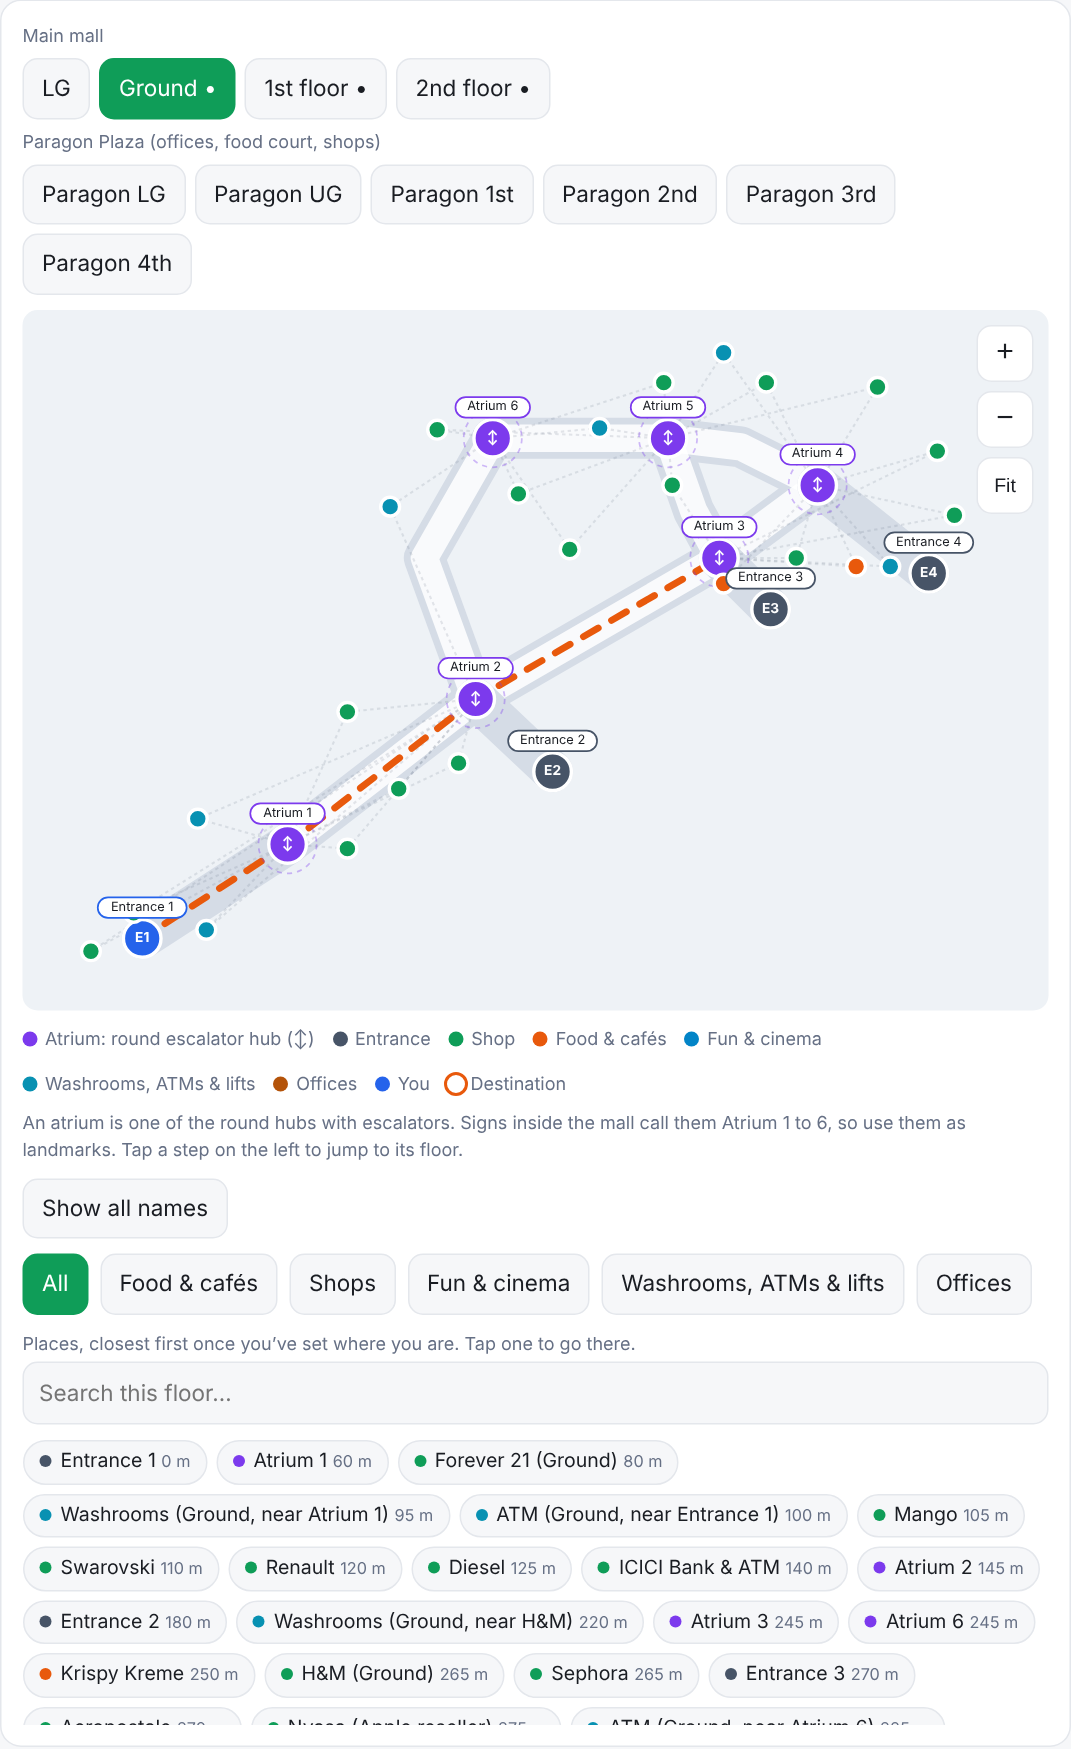 Main mall
LG
Ground •
1st floor •
2nd floor •
Paragon Plaza (offices, food court, shops)
Paragon LG
Paragon UG
Paragon 1st
Paragon 2nd
Paragon 3rd
Paragon 4th
+
−
Fit
Atrium 6
Atrium 5
Atrium 4
Atrium 3
Entrance 4
E4
Entrance 3
E3
Atrium 2
Entrance 2
E2
Atrium 1
Entrance 1
E1
Atrium: round escalator hub (↕)
Entrance
Shop
Food & cafés
Fun & cinema
Washrooms, ATMs & lifts
Offices
You
Destination
An atrium is one of the round hubs with escalators. Signs inside the mall call them Atrium 1 to 6, so use them as
landmarks. Tap a step on the left to jump to its floor.
Show all names
All
Food & cafés
Shops
Fun & cinema
Washrooms, ATMs & lifts
Offices
Places, closest first once you’ve set where you are. Tap one to go there.
Search this floor…
Entrance 1 0 m
Atrium 1 60 m
Forever 21 (Ground) 80 m
Washrooms (Ground, near Atrium 1) 95 m
ATM (Ground, near Entrance 1) 100 m
Mango 105 m
Swarovski 110 m
Renault 120 m
Diesel 125 m
ICICI Bank & ATM 140 m
Atrium 2 145 m
Entrance 2 180 m
Washrooms (Ground, near H&M) 220 m
Atrium 3 245 m
Atrium 6 245 m
Krispy Kreme 250 m
H&M (Ground) 265 m
Sephora 265 m
Entrance 3 270 m